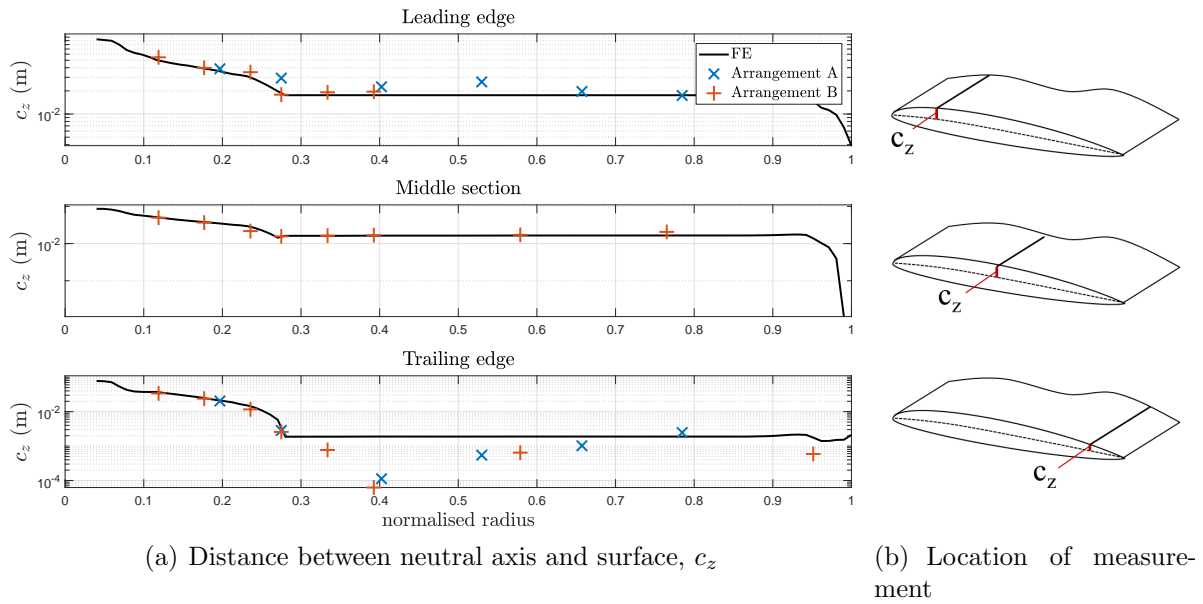 Leading edge
c_z (m)
10^-2
FE
Arrangement A
Arrangement B
0 0.1 0.2 0.3 0.4 0.5 0.6 0.7 0.8 0.9 1
c_z
Middle section
c_z (m)
10^-2
0 0.1 0.2 0.3 0.4 0.5 0.6 0.7 0.8 0.9 1
c_z
Trailing edge
c_z (m)
10^-2
10^-4
0 0.1 0.2 0.3 0.4 0.5 0.6 0.7 0.8 0.9 1
normalised radius
c_z
(a) Distance between neutral axis and surface, c_z
(b) Location of measure-
ment